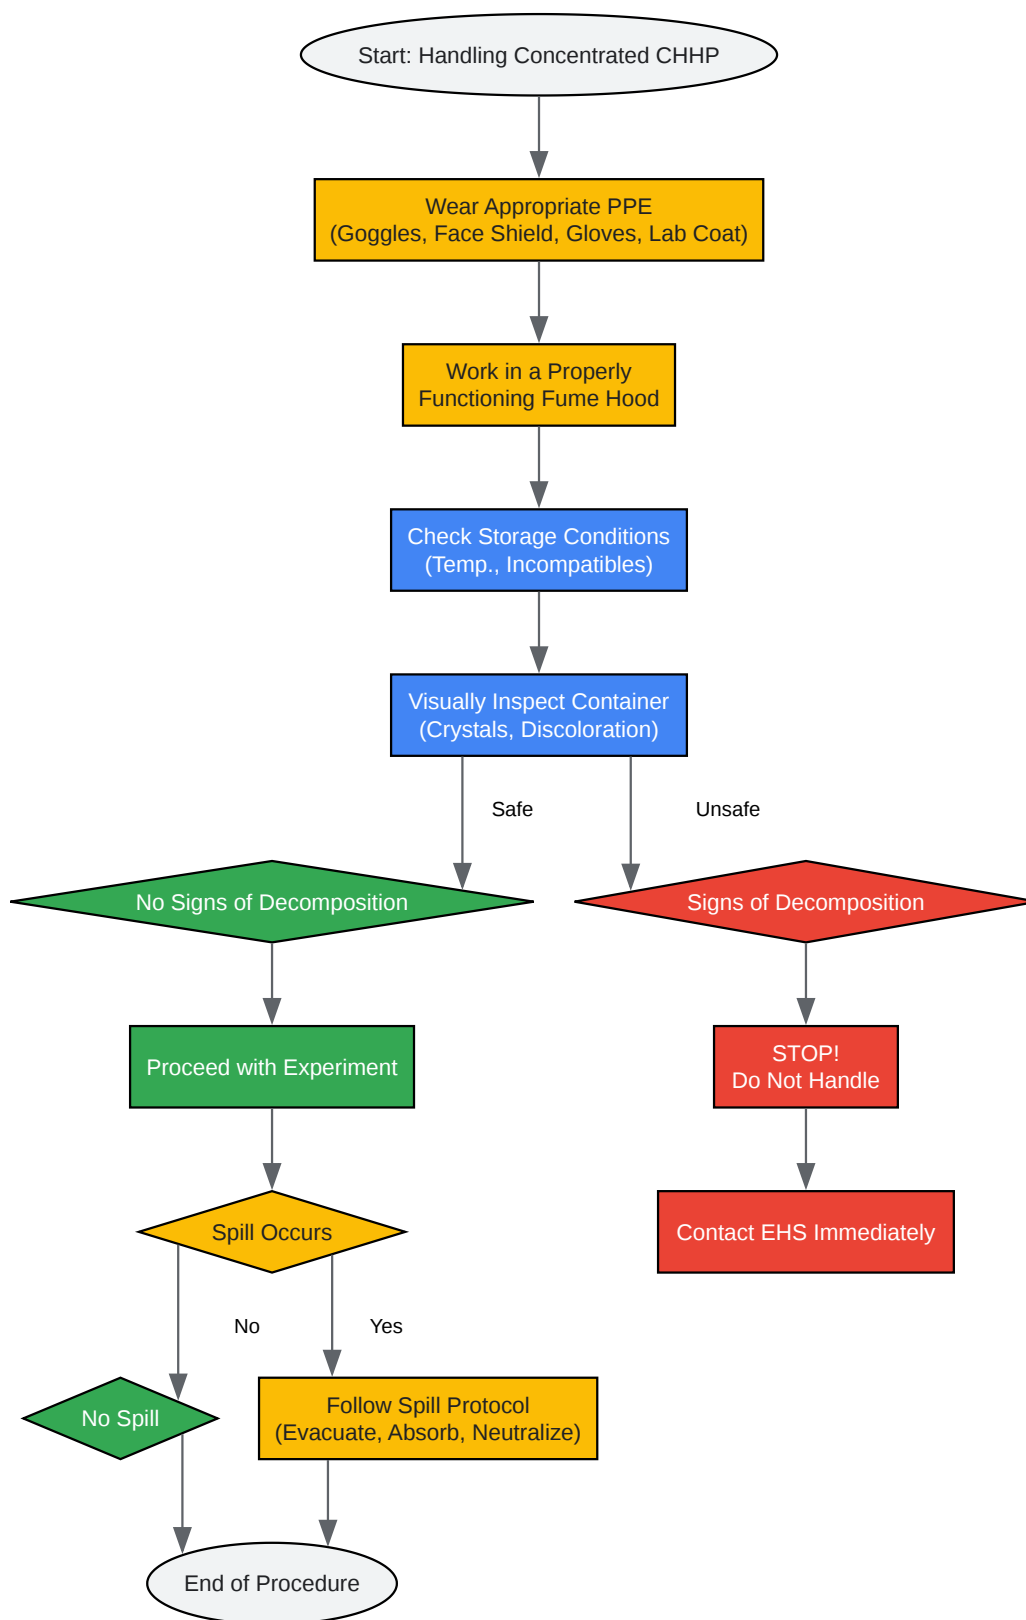 Start: Handling Concentrated CHHP
Wear Appropriate PPE
(Goggles, Face Shield, Gloves, Lab Coat)
Work in a Properly
Functioning Fume Hood
Check Storage Conditions
(Temp., Incompatibles)
Visually Inspect Container
(Crystals, Discoloration)
Safe
Unsafe
No Signs of Decomposition
Signs of Decomposition
Proceed with Experiment
STOP!
Do Not Handle
Spill Occurs
Contact EHS Immediately
No
Yes
No Spill
Follow Spill Protocol
(Evacuate, Absorb, Neutralize)
End of Procedure